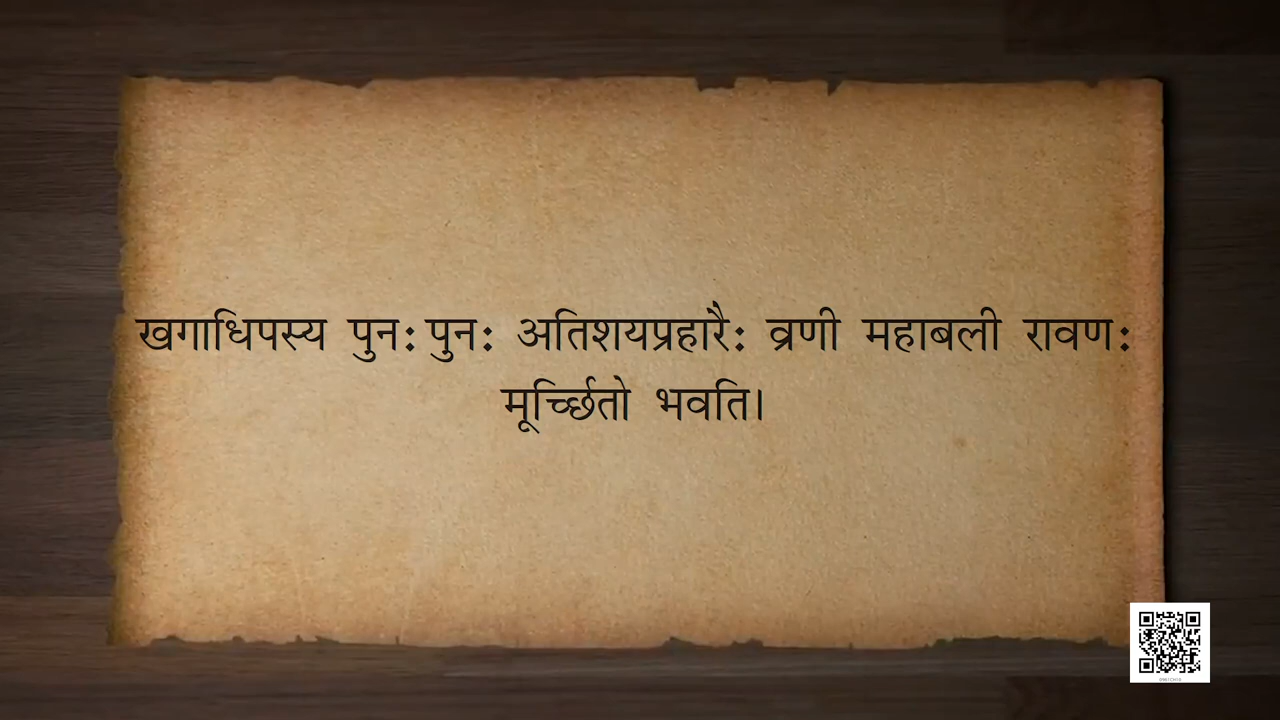 खगाधिपस्य पुनः पुनः अतिशयप्रहारैः व्रणी महाबली रावणः
मूर्च्छितो भवति।